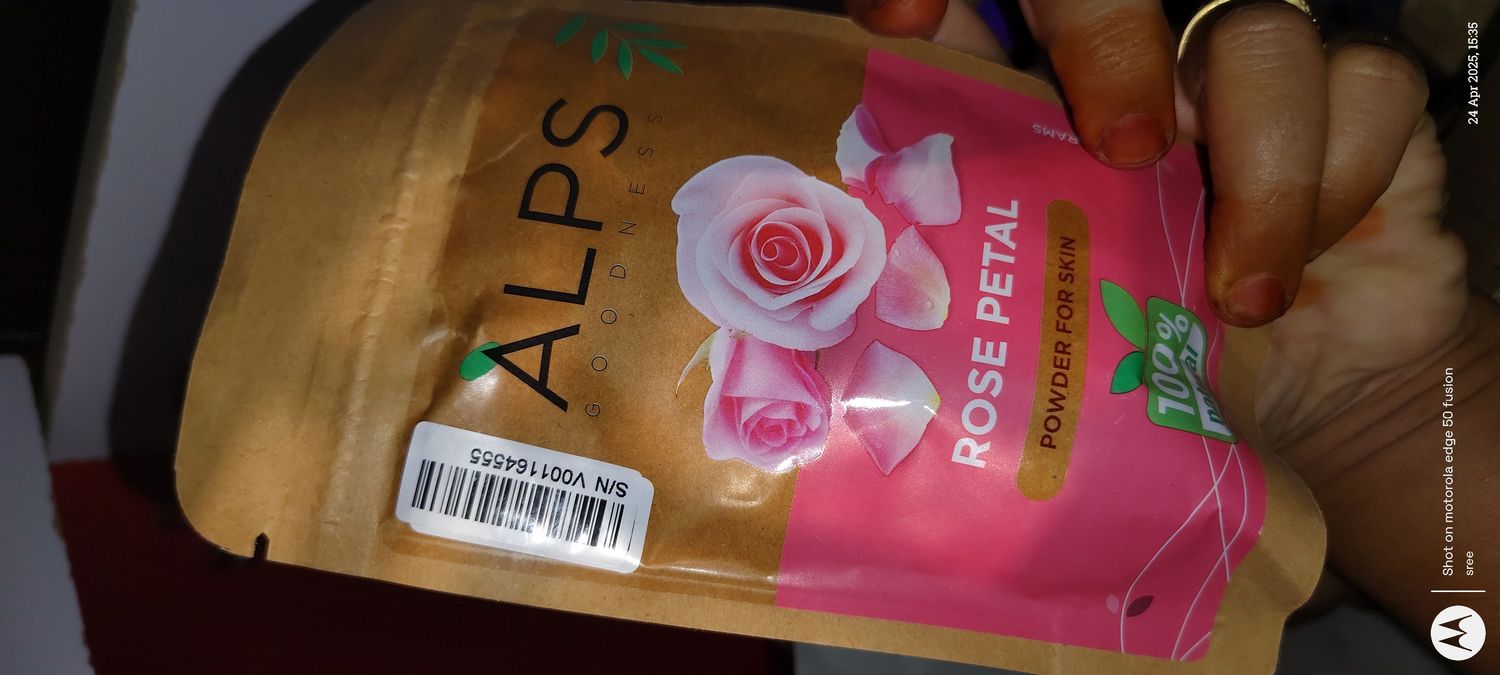 ALPS
GOODNESS
S/N V001164555
ROSE PETAL
POWDER FOR SKIN
100%
natural
Shot on motorola edge 50 fusion
sree
24 Apr 2025, 15:35